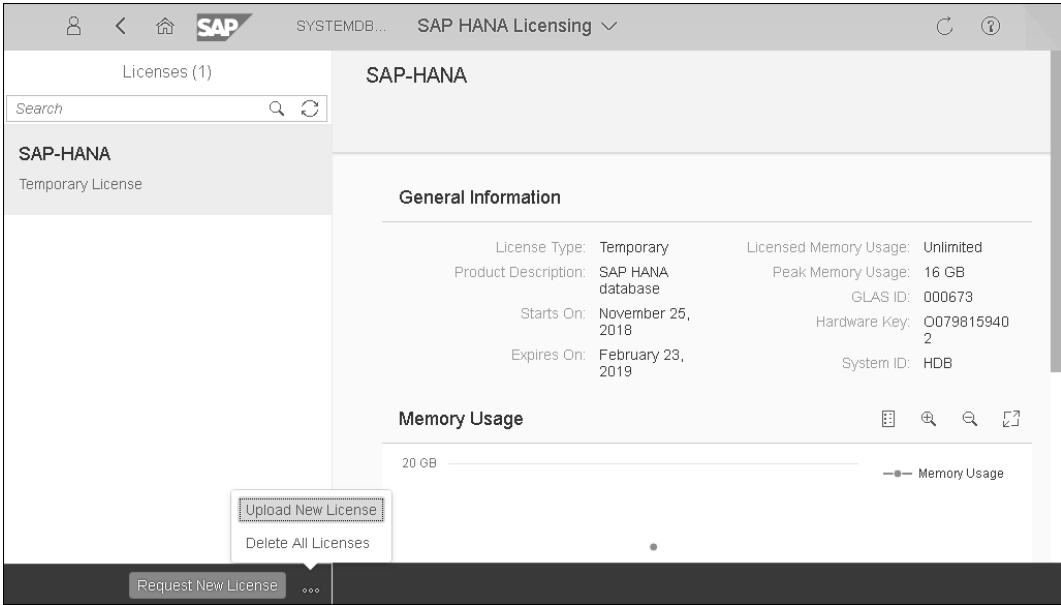 SAP SYSTEMDB... SAP HANA Licensing
Licenses (1)
Search
SAP-HANA
Temporary License
SAP-HANA
General Information
License Type: Temporary
Product Description: SAP HANA
database
Starts On: November 25,
2018
Expires On: February 23,
2019
Licensed Memory Usage: Unlimited
Peak Memory Usage: 16 GB
GLAS ID: 000673
Hardware Key: O079815940
2
System ID: HDB
Memory Usage
20 GB
Memory Usage
Upload New License
Delete All Licenses
Request New License